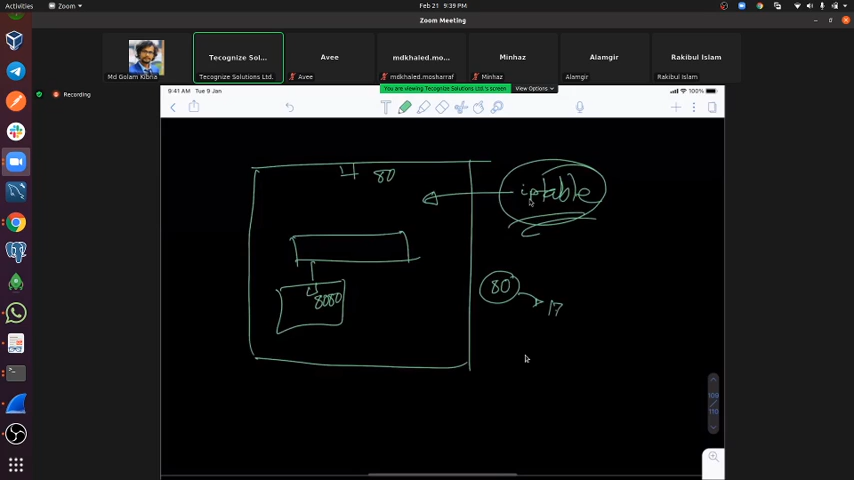 Activities
Zoom
Feb 21 9:39 PM
Zoom Meeting
Tecognize Sol...
Avee
mdkhaled.mo...
Minhaz
Alamgir
Rakibul Islam
Md Golam Kibria
Tecognize Solutions Ltd.
Avee
mdkhaled.mosharraf
Minhaz
Alamgir
Rakibul Islam
Recording
You are viewing Tecognize Solutions Ltd.'s screen
View Options
9:41 AM Tue 9 Jan
100%
80
iptable
8080
80
17
109
110